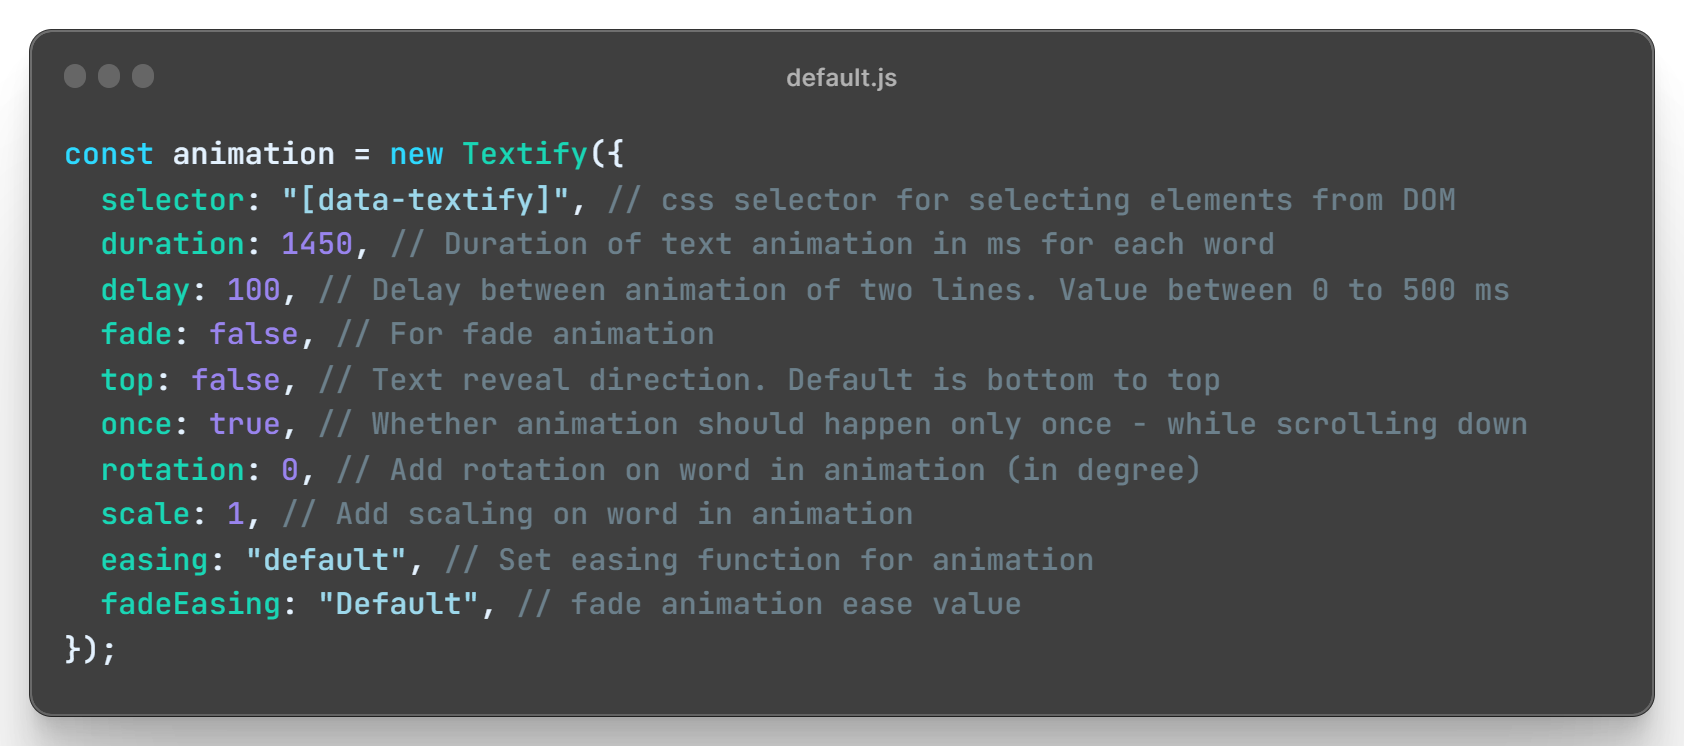 default.js
const animation = new Textify({
  selector: "[data-textify]", // css selector for selecting elements from DOM
  duration: 1450, // Duration of text animation in ms for each word
  delay: 100, // Delay between animation of two lines. Value between 0 to 500 ms
  fade: false, // For fade animation
  top: false, // Text reveal direction. Default is bottom to top
  once: true, // Whether animation should happen only once - while scrolling down
  rotation: 0, // Add rotation on word in animation (in degree)
  scale: 1, // Add scaling on word in animation
  easing: "default", // Set easing function for animation
  fadeEasing: "Default", // fade animation ease value
});